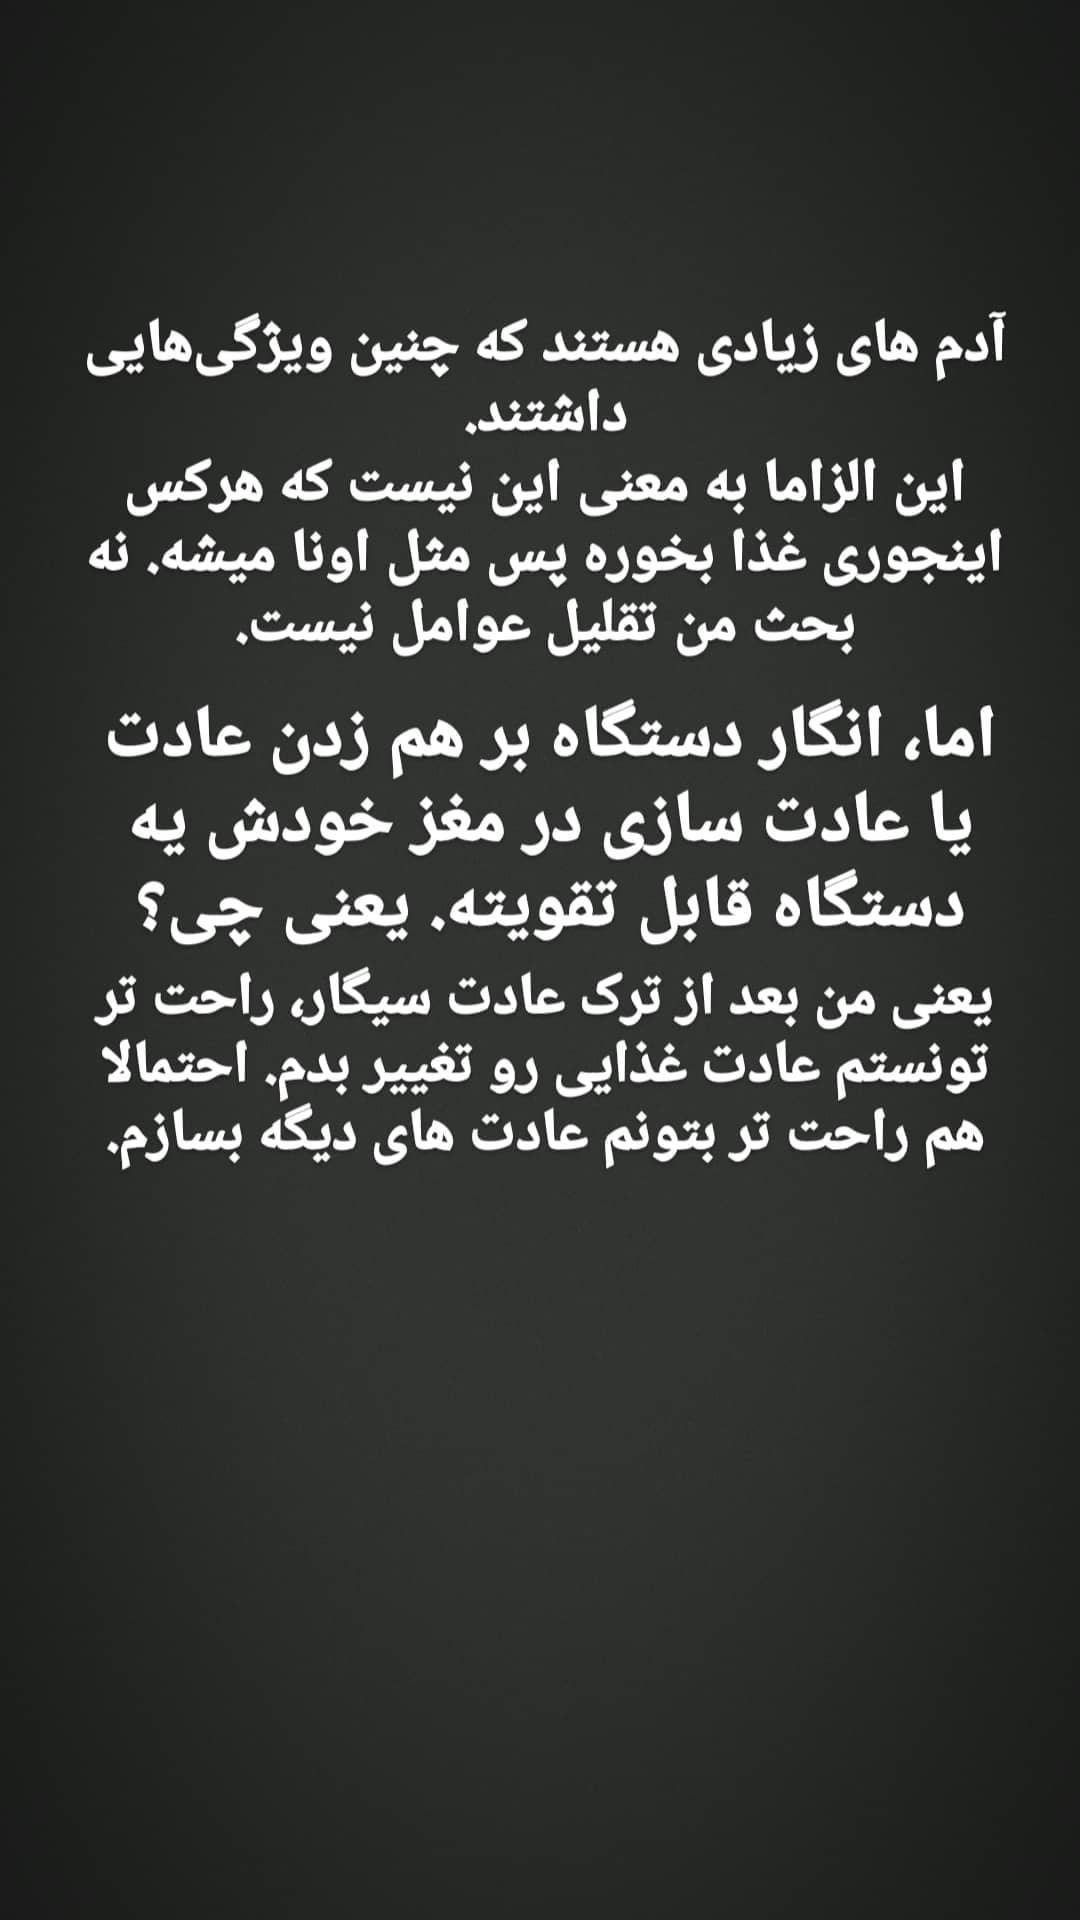 آدم های زیادی هستند که چنین ویژگی‌هایی
داشتند.
این الزاما به معنی این نیست که هرکس
اینجوری غذا بخوره پس مثل اونا میشه. نه
بحث من تقلیل عوامل نیست.
اما، انگار دستگاه بر هم زدن عادت
یا عادت سازی در مغز خودش یه
دستگاه قابل تقویته. یعنی چی؟
یعنی من بعد از ترک عادت سیگار، راحت تر
تونستم عادت غذایی رو تغییر بدم. احتمالا
هم راحت تر بتونم عادت های دیگه بسازم.